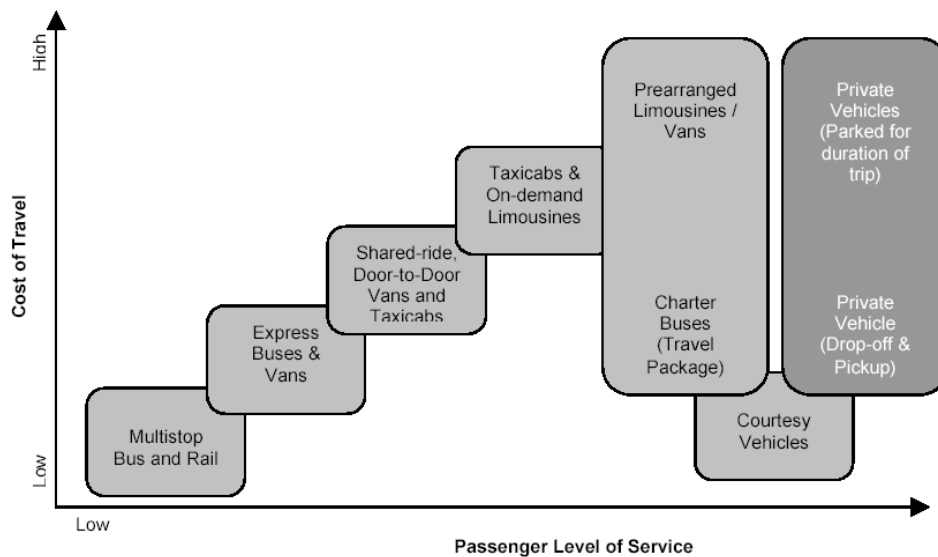 High
Prearranged
Limousines /
Vans
Private
Vehicles
(Parked for
duration of
trip)
Taxicabs &
On-demand
Limousines
Cost of Travel
Shared-ride,
Door-to-Door
Vans and
Taxicabs
Charter
Buses
(Travel
Package)
Private
Vehicle
(Drop-off &
Pickup)
Express
Buses &
Vans
Courtesy
Vehicles
Multistop
Bus and Rail
Low
Low
Passenger Level of Service